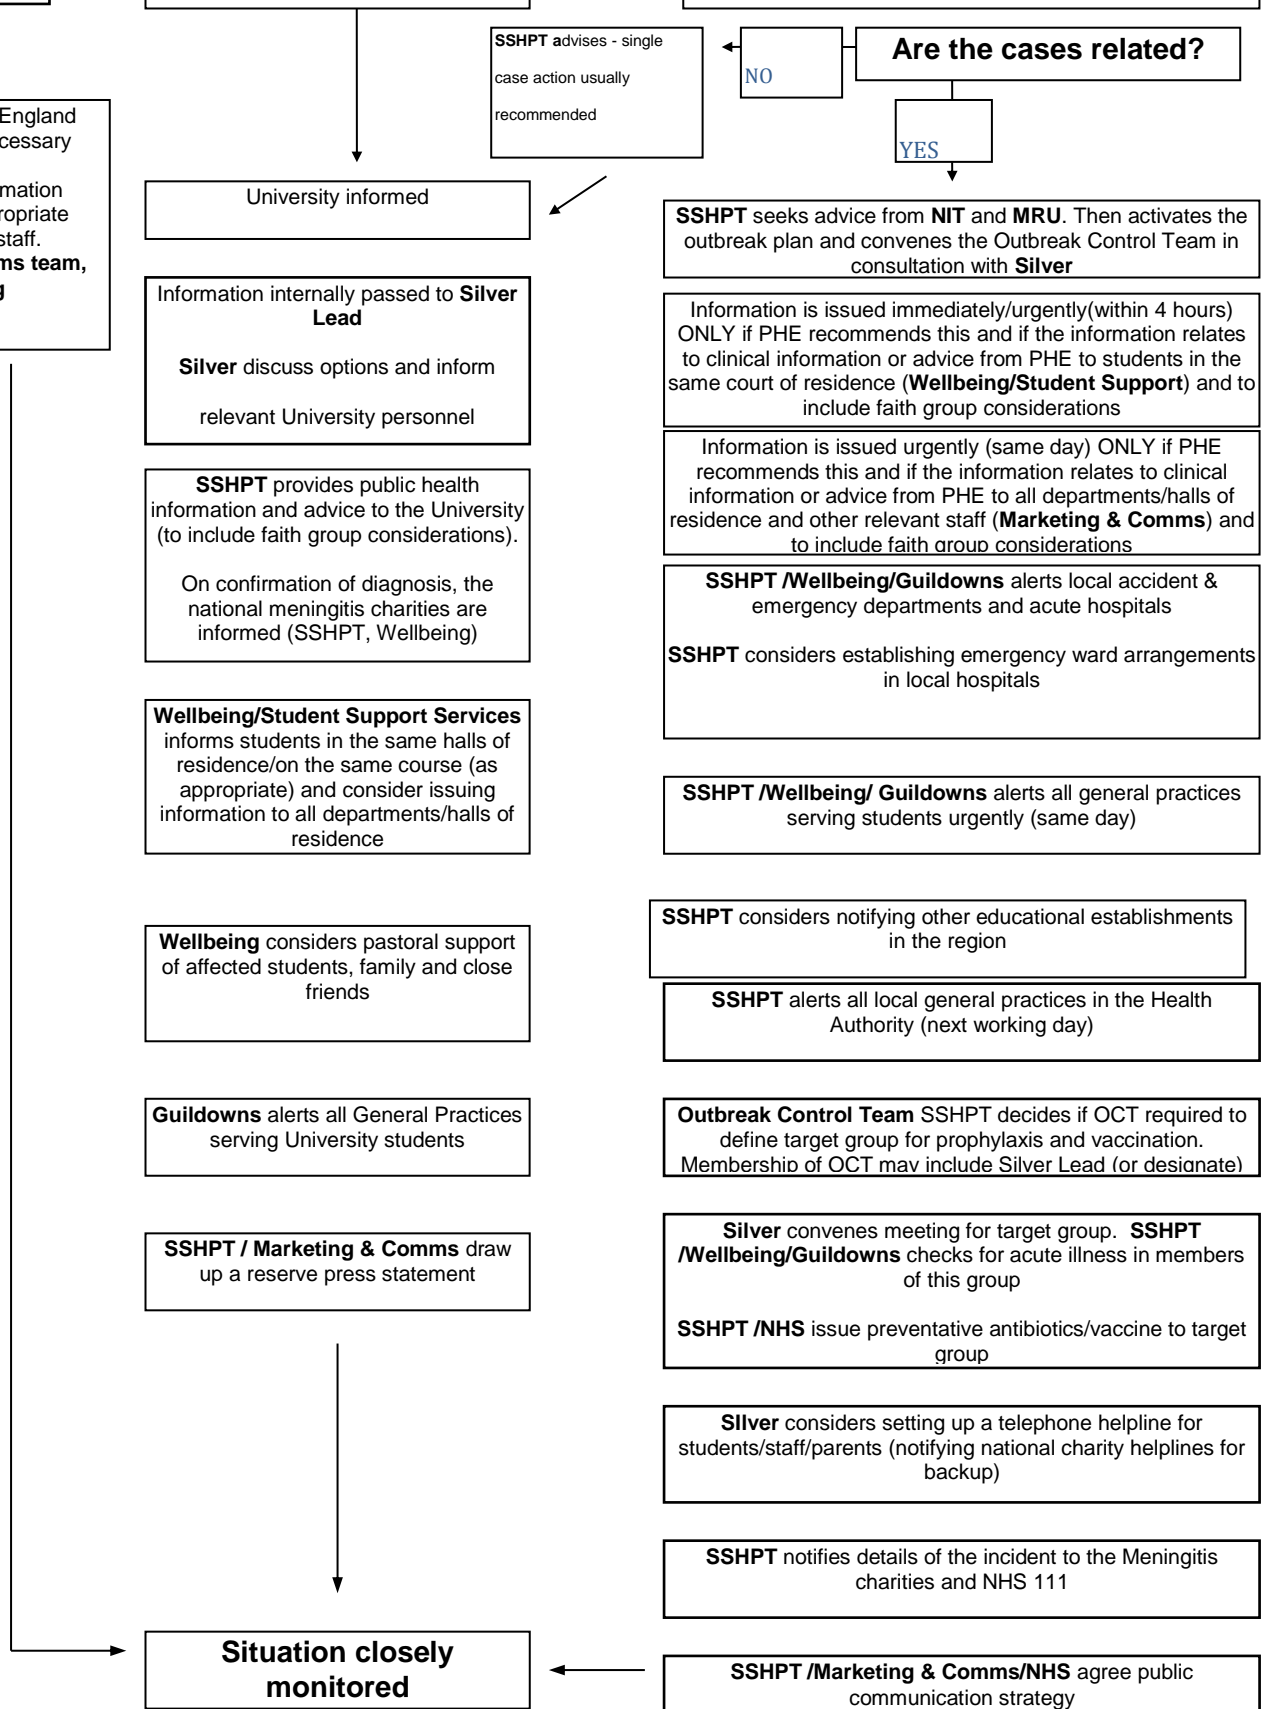 Are the cases related?
NO
YES
SSHPT advises - single
case action usually
recommended
England
cessary
mation
ropriate
staff.
ms team,
g
University informed
Information internally passed to Silver
Lead
Silver discuss options and inform
relevant University personnel
SSHPT provides public health
information and advice to the University
(to include faith group considerations).
On confirmation of diagnosis, the
national meningitis charities are
informed (SSHPT, Wellbeing)
Wellbeing/Student Support Services
informs students in the same halls of
residence/on the same course (as
appropriate) and consider issuing
information to all departments/halls of
residence
Wellbeing considers pastoral support
of affected students, family and close
friends
Guildowns alerts all General Practices
serving University students
SSHPT / Marketing & Comms draw
up a reserve press statement
Situation closely
monitored
SSHPT seeks advice from NIT and MRU. Then activates the
outbreak plan and convenes the Outbreak Control Team in
consultation with Silver
Information is issued immediately/urgently(within 4 hours)
ONLY if PHE recommends this and if the information relates
to clinical information or advice from PHE to students in the
same court of residence (Wellbeing/Student Support) and to
include faith group considerations
Information is issued urgently (same day) ONLY if PHE
recommends this and if the information relates to clinical
information or advice from PHE to all departments/halls of
residence and other relevant staff (Marketing & Comms) and
to include faith group considerations
SSHPT /Wellbeing/Guildowns alerts local accident &
emergency departments and acute hospitals
SSHPT considers establishing emergency ward arrangements
in local hospitals
SSHPT /Wellbeing/ Guildowns alerts all general practices
serving students urgently (same day)
SSHPT considers notifying other educational establishments
in the region
SSHPT alerts all local general practices in the Health
Authority (next working day)
Outbreak Control Team SSHPT decides if OCT required to
define target group for prophylaxis and vaccination.
Membership of OCT may include Silver Lead (or designate)
Silver convenes meeting for target group.  SSHPT
/Wellbeing/Guildowns checks for acute illness in members
of this group
SSHPT /NHS issue preventative antibiotics/vaccine to target
group
SIlver considers setting up a telephone helpline for
students/staff/parents (notifying national charity helplines for
backup)
SSHPT notifies details of the incident to the Meningitis
charities and NHS 111
SSHPT /Marketing & Comms/NHS agree public
communication strategy